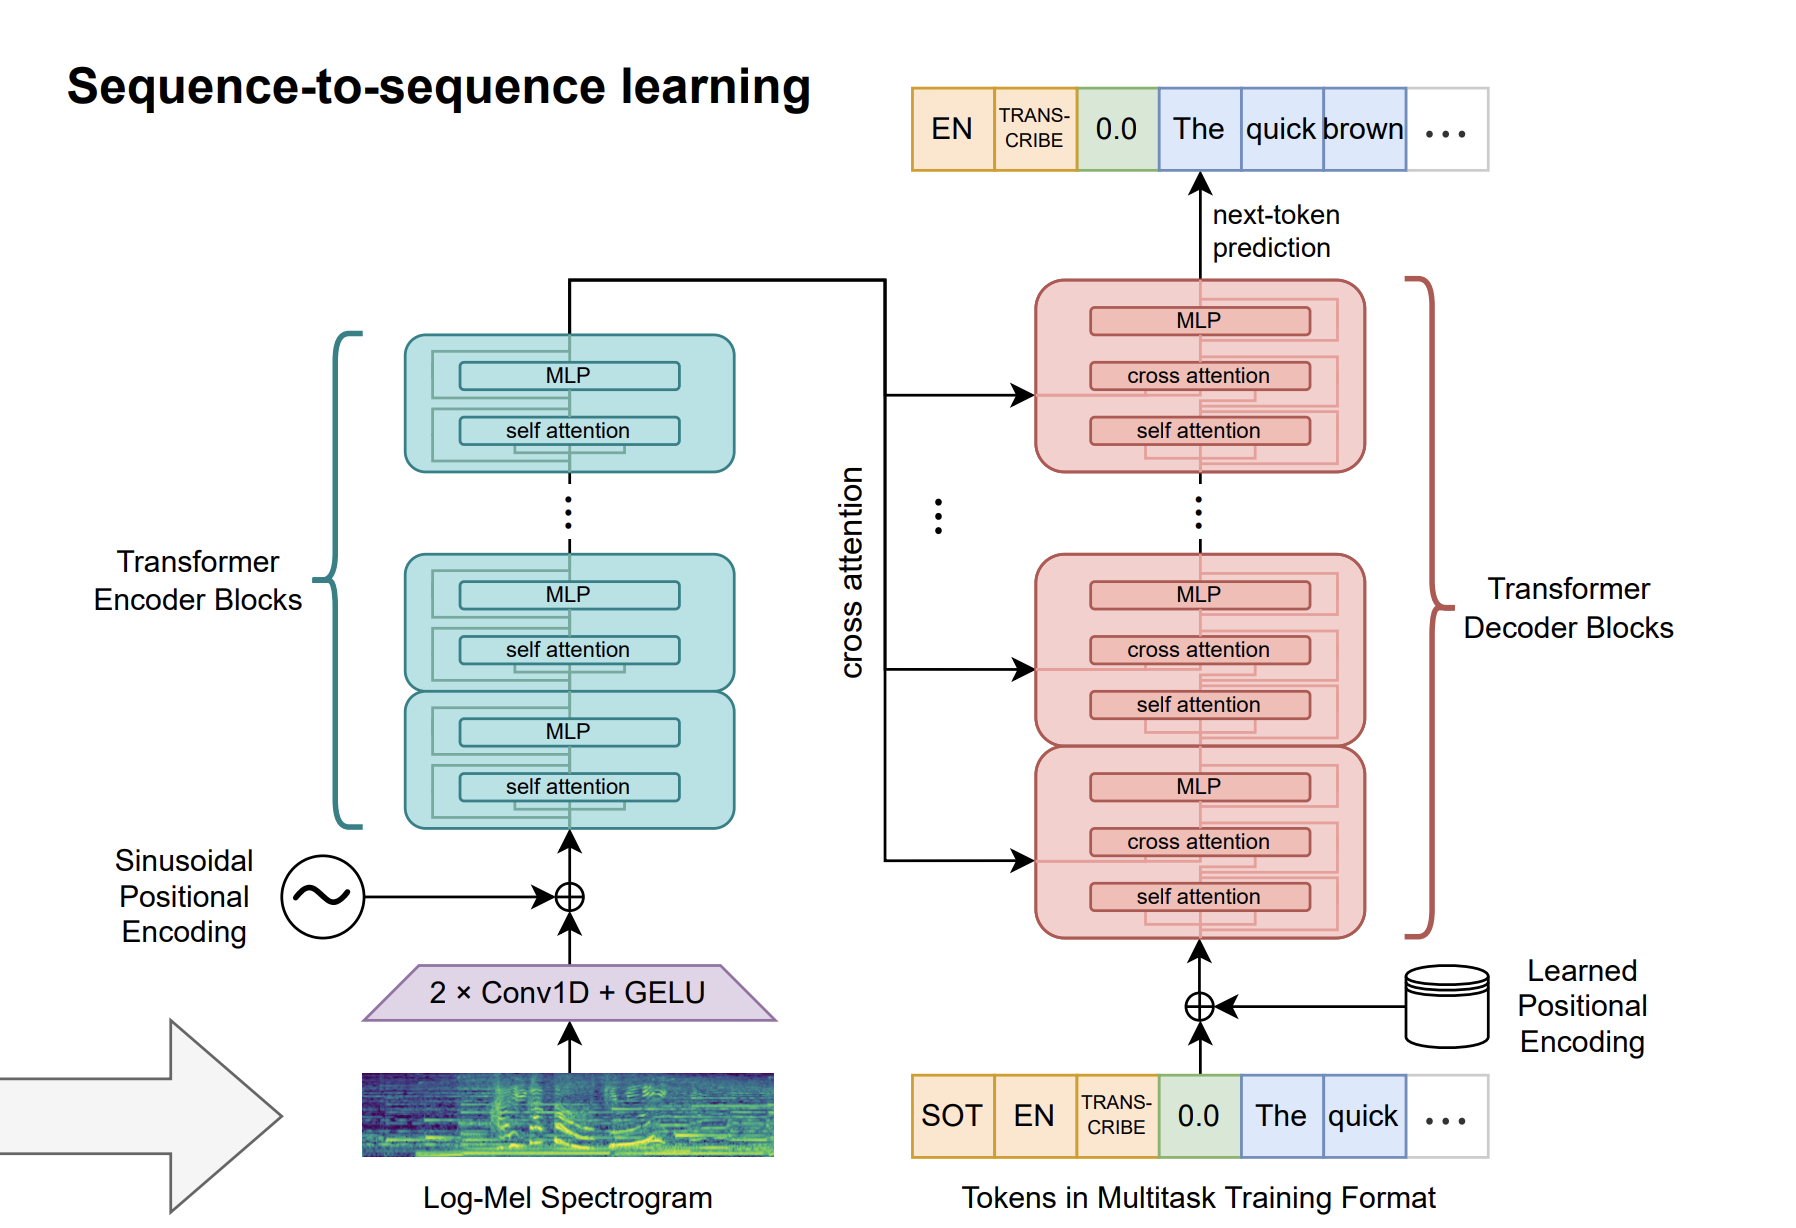 Sequence-to-sequence learning
EN TRANS-CRIBE 0.0 The quick brown ...
next-token
prediction
MLP
self attention
MLP
self attention
MLP
self attention
Transformer
Encoder Blocks
cross attention
MLP
cross attention
self attention
MLP
cross attention
self attention
MLP
cross attention
self attention
Transformer
Decoder Blocks
Sinusoidal
Positional
Encoding
2 × Conv1D + GELU
Learned
Positional
Encoding
SOT EN TRANS-CRIBE 0.0 The quick ...
Log-Mel Spectrogram
Tokens in Multitask Training Format